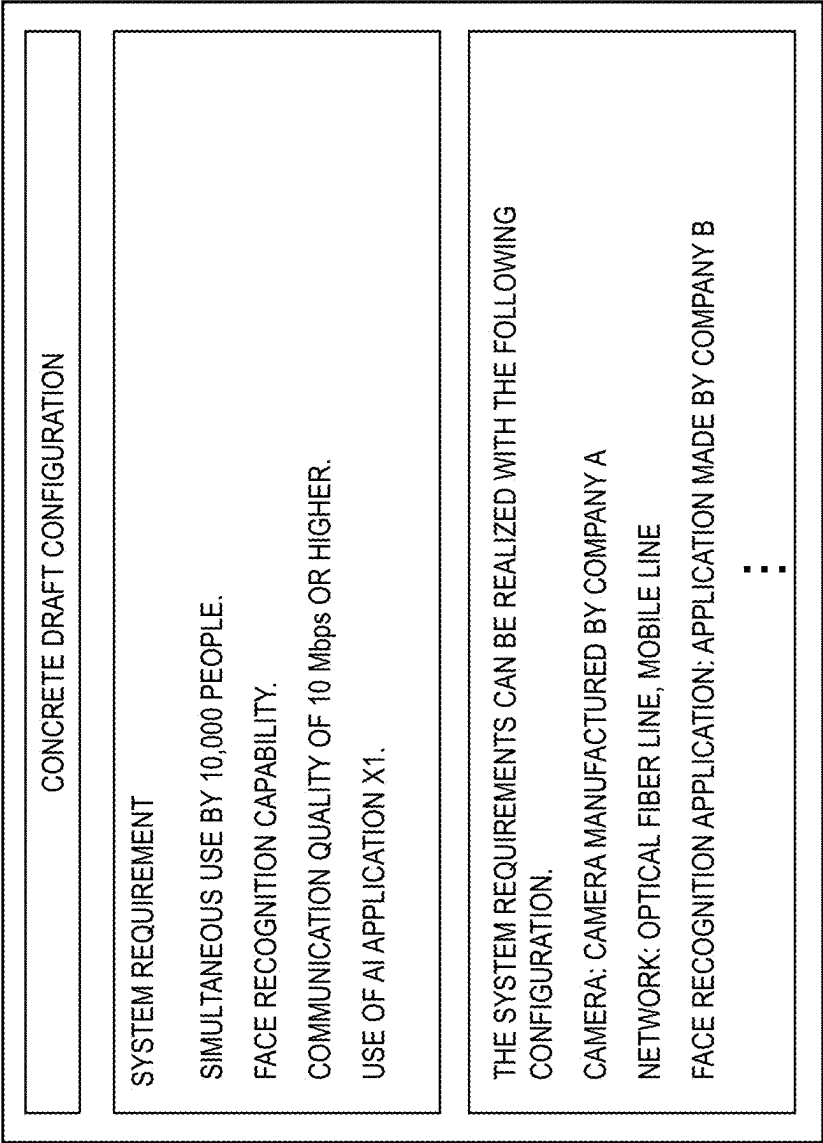 CONCRETE DRAFT CONFIGURATION
SYSTEM REQUIREMENT
SIMULTANEOUS USE BY 10,000 PEOPLE.
FACE RECOGNITION CAPABILITY.
COMMUNICATION QUALITY OF 10 Mbps OR HIGHER.
USE OF AI APPLICATION X1.
THE SYSTEM REQUIREMENTS CAN BE REALIZED WITH THE FOLLOWING
CONFIGURATION.
CAMERA: CAMERA MANUFACTURED BY COMPANY A
NETWORK: OPTICAL FIBER LINE, MOBILE LINE
FACE RECOGNITION APPLICATION: APPLICATION MADE BY COMPANY B
⋮